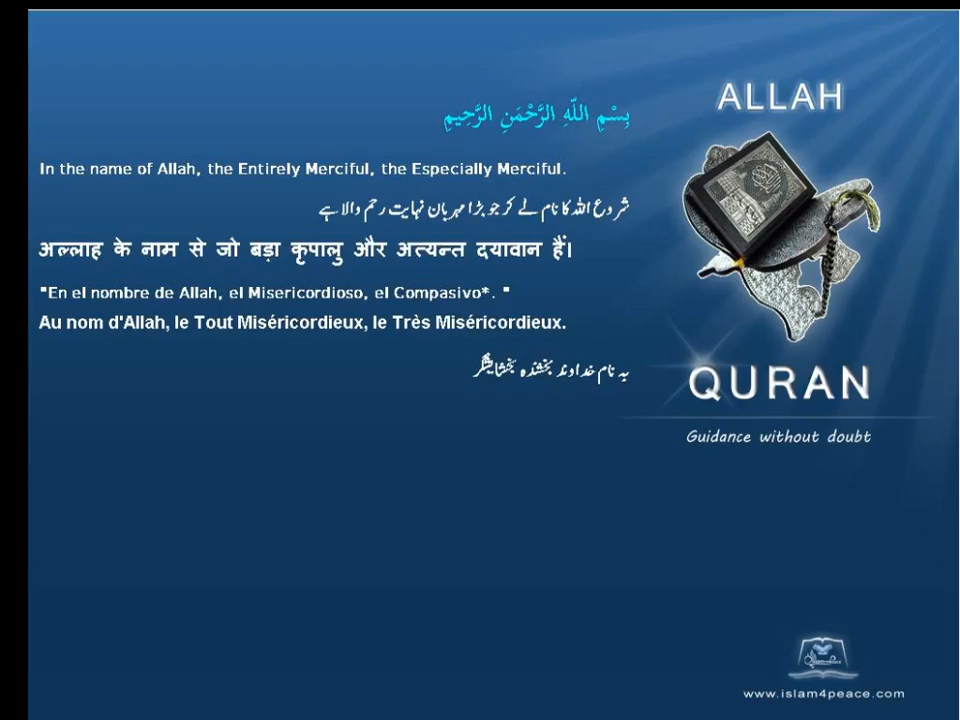 بِسْمِ اللَّهِ الرَّحْمَنِ الرَّحِيمِ
In the name of Allah, the Entirely Merciful, the Especially Merciful.
شروع الله کا نام لے کر جو بڑا مہربان نہایت رحم والا ہے
अल्लाह के नाम से जो बड़ा कृपालु और अत्यन्त दयावान हैं।
"En el nombre de Allah, el Misericordioso, el Compasivo*. "
Au nom d'Allah, le Tout Miséricordieux, le Très Miséricordieux.
به نام خداوند بخشنده بخشایشگر
ALLAH
QURAN
Guidance without doubt
www.islam4peace.com